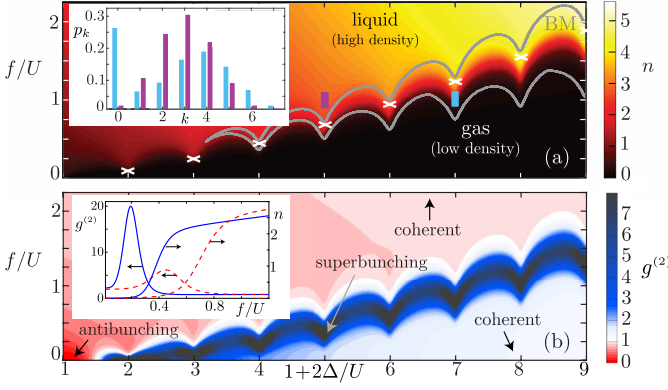 0.3
p_k
0.2
0.1
0
0 2 k 4 6
liquid
(high density)
BM
gas
(low density)
(a)
f/U
2
1
0
5
4
3
2
1
0
n
20
g^(2)
10
5
0
n
2
1
0.4 0.8 f/U
coherent
superbunching
antibunching
coherent
(b)
f/U
2
1
0
1 2 3 4 5 6 7 8 9
1+2Δ/U
7
6
5
4
3
2
1
0
g^(2)